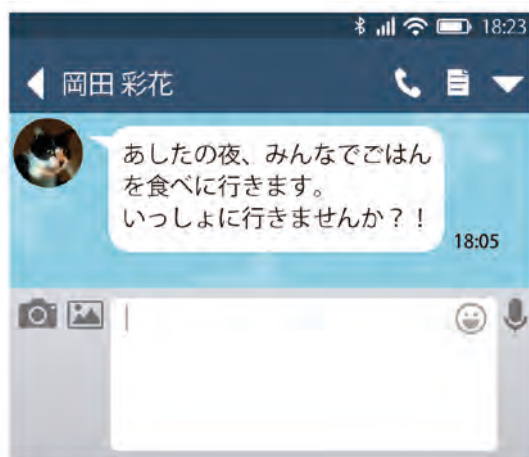 18:23
岡田 彩花
あしたの夜、みんなでごはん
を食べに行きます。
いっしょに行きませんか？！
18:05